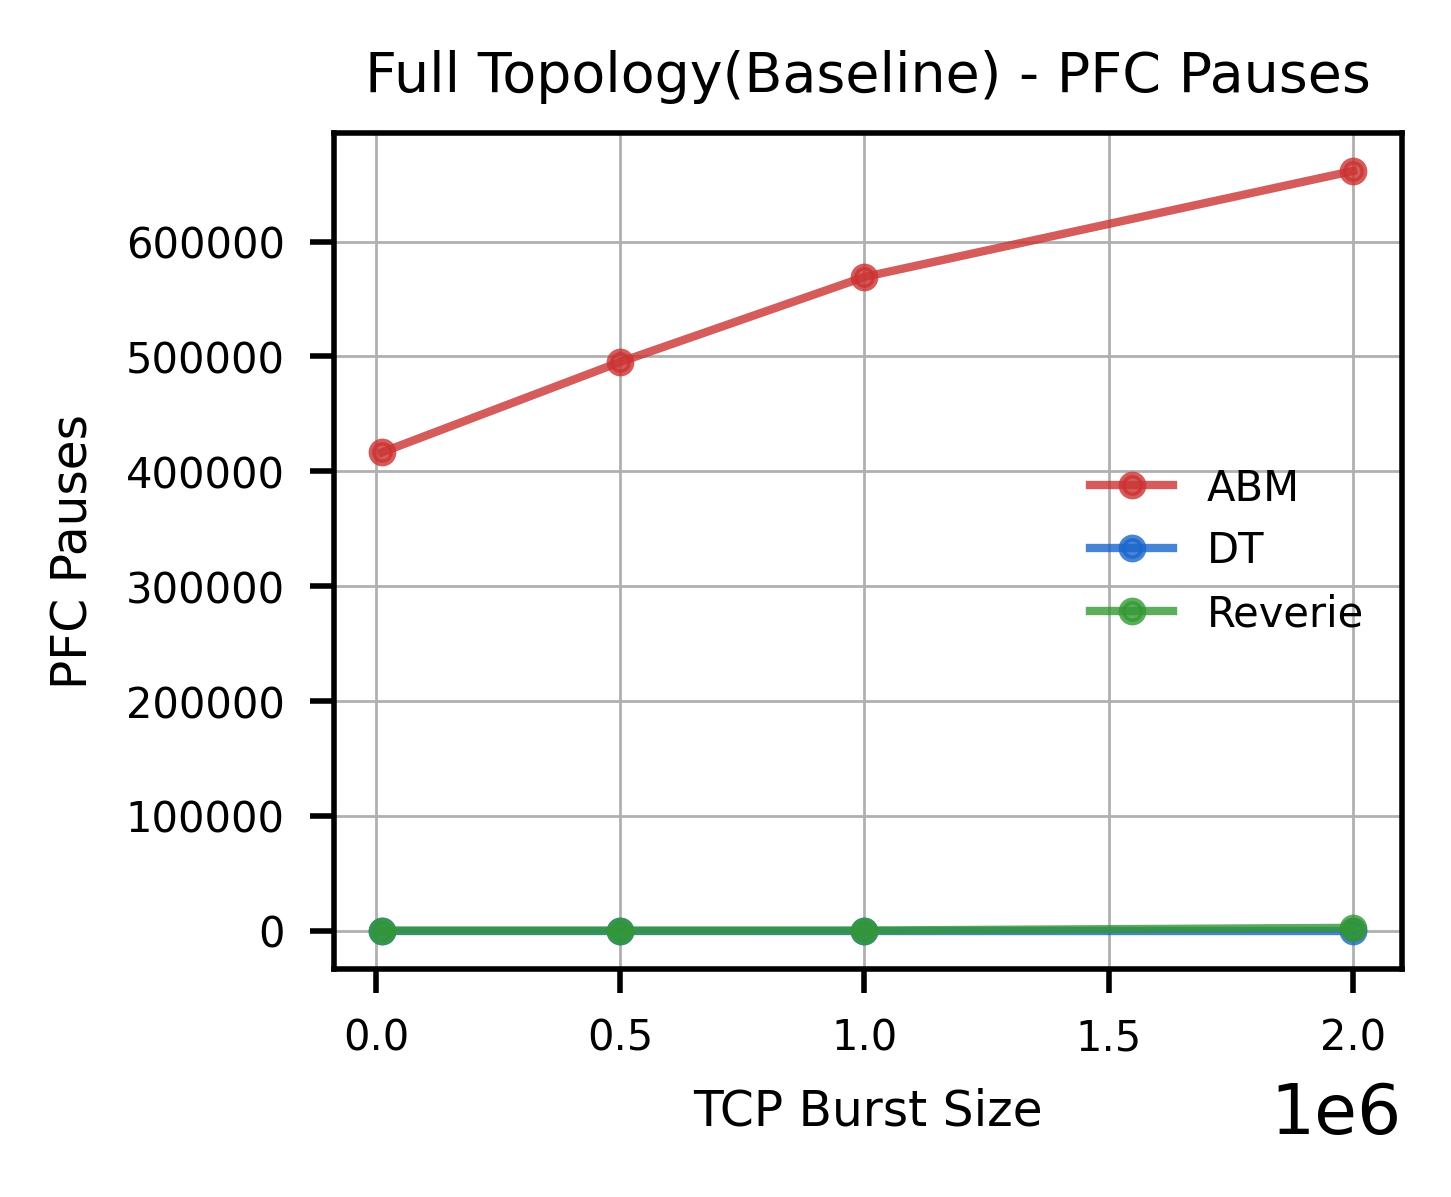 Full Topology(Baseline) - PFC Pauses
PFC Pauses
600000
500000
400000
300000
200000
100000
0
ABM
DT
Reverie
0.0 0.5 1.0 1.5 2.0
TCP Burst Size
1e6